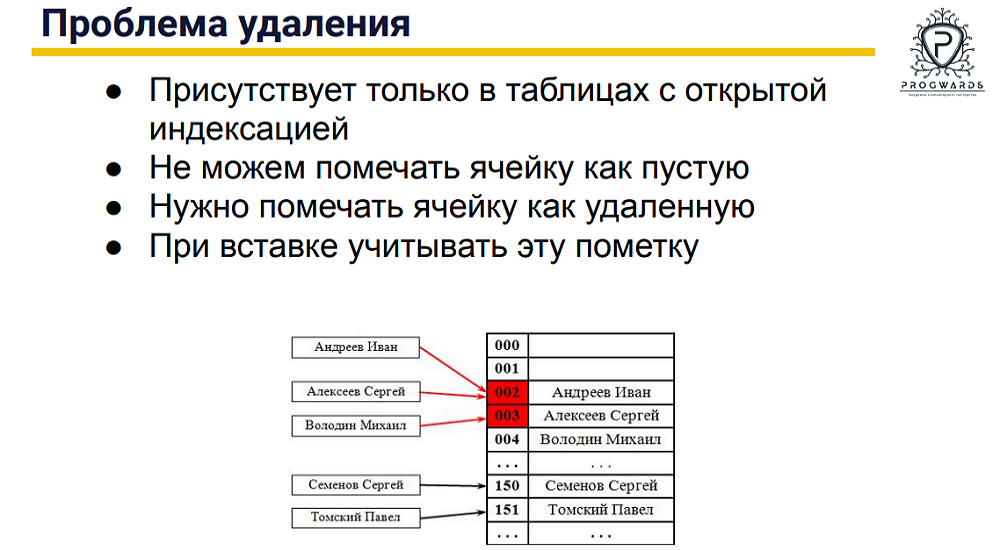 Проблема удаления
PROGWARDS
● Присутствует только в таблицах с открытой
индексацией
● Не можем помечать ячейку как пустую
● Нужно помечать ячейку как удаленную
● При вставке учитывать эту пометку
Андреев Иван
Алексеев Сергей
Володин Михаил
Семенов Сергей
Томский Павел
000
001
002 Андреев Иван
003 Алексеев Сергей
004 Володин Михаил
... ...
150 Семенов Сергей
151 Томский Павел
... ...